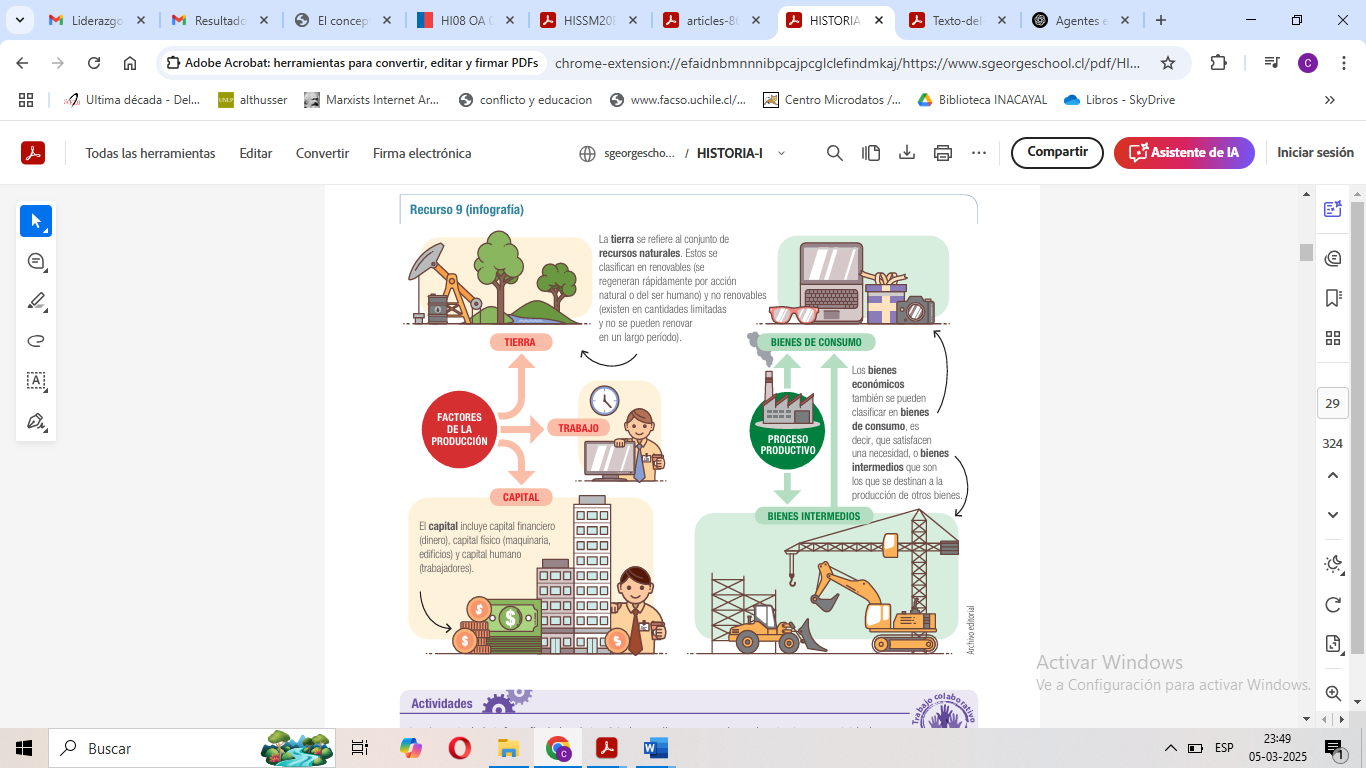 Liderazgo
Resultado
El concep
HI08 OA 0
HISSM20E
articles-86
HISTORIA
Texto-del
Agentes e
Adobe Acrobat: herramientas para convertir, editar y firmar PDFs
chrome-extension://efaidnbmnnnibpcajpcglclefindmkaj/https://www.sgeorgeschool.cl/pdf/HI...
C
Ultima década - Del...
althusser
Marxists Internet Ar...
conflicto y educacion
www.facso.uchile.cl/...
Centro Microdatos /...
Biblioteca INACAYAL
Libros - SkyDrive
Todas las herramientas
Editar
Convertir
Firma electrónica
sgeorgescho... / HISTORIA-I
Compartir
Asistente de IA
Iniciar sesión
Recurso 9 (infografía)
La tierra se refiere al conjunto de
recursos naturales. Estos se
clasifican en renovables (se
regeneran rápidamente por acción
natural o del ser humano) y no renovables
(existen en cantidades limitadas
y no se pueden renovar
en un largo período).
TIERRA
FACTORES
DE LA
PRODUCCIÓN
TRABAJO
CAPITAL
El capital incluye capital financiero
(dinero), capital físico (maquinaria,
edificios) y capital humano
(trabajadores).
$
$
$
$
BIENES DE CONSUMO
PROCESO
PRODUCTIVO
Los bienes
económicos
también se pueden
clasificar en bienes
de consumo, es
decir, que satisfacen
una necesidad, o bienes
intermedios que son
los que se destinan a la
producción de otros bienes.
BIENES INTERMEDIOS
Archivo editorial
Actividades
Trabajo colaborativo
29
324
Activar Windows
Ve a Configuración para activar Windows.
Buscar
ESP
23:49
05-03-2025
1